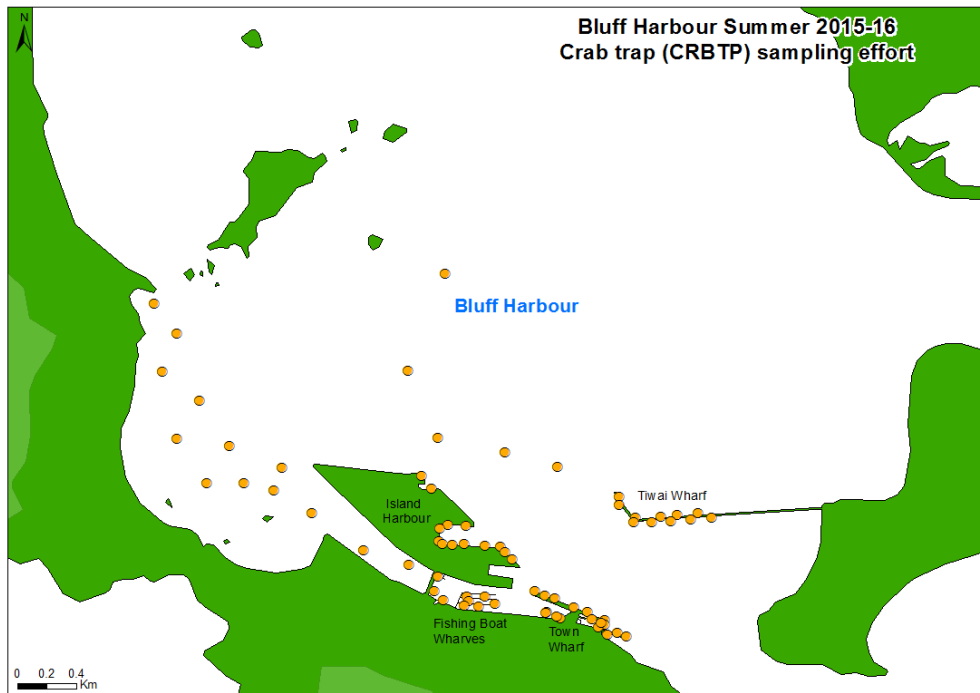 Bluff Harbour Summer 2015-16
Crab trap (CRBTP) sampling effort
N
Bluff Harbour
Tiwai Wharf
Island
Harbour
Fishing Boat
Wharves
Town
Wharf
0 0.2 0.4
Km